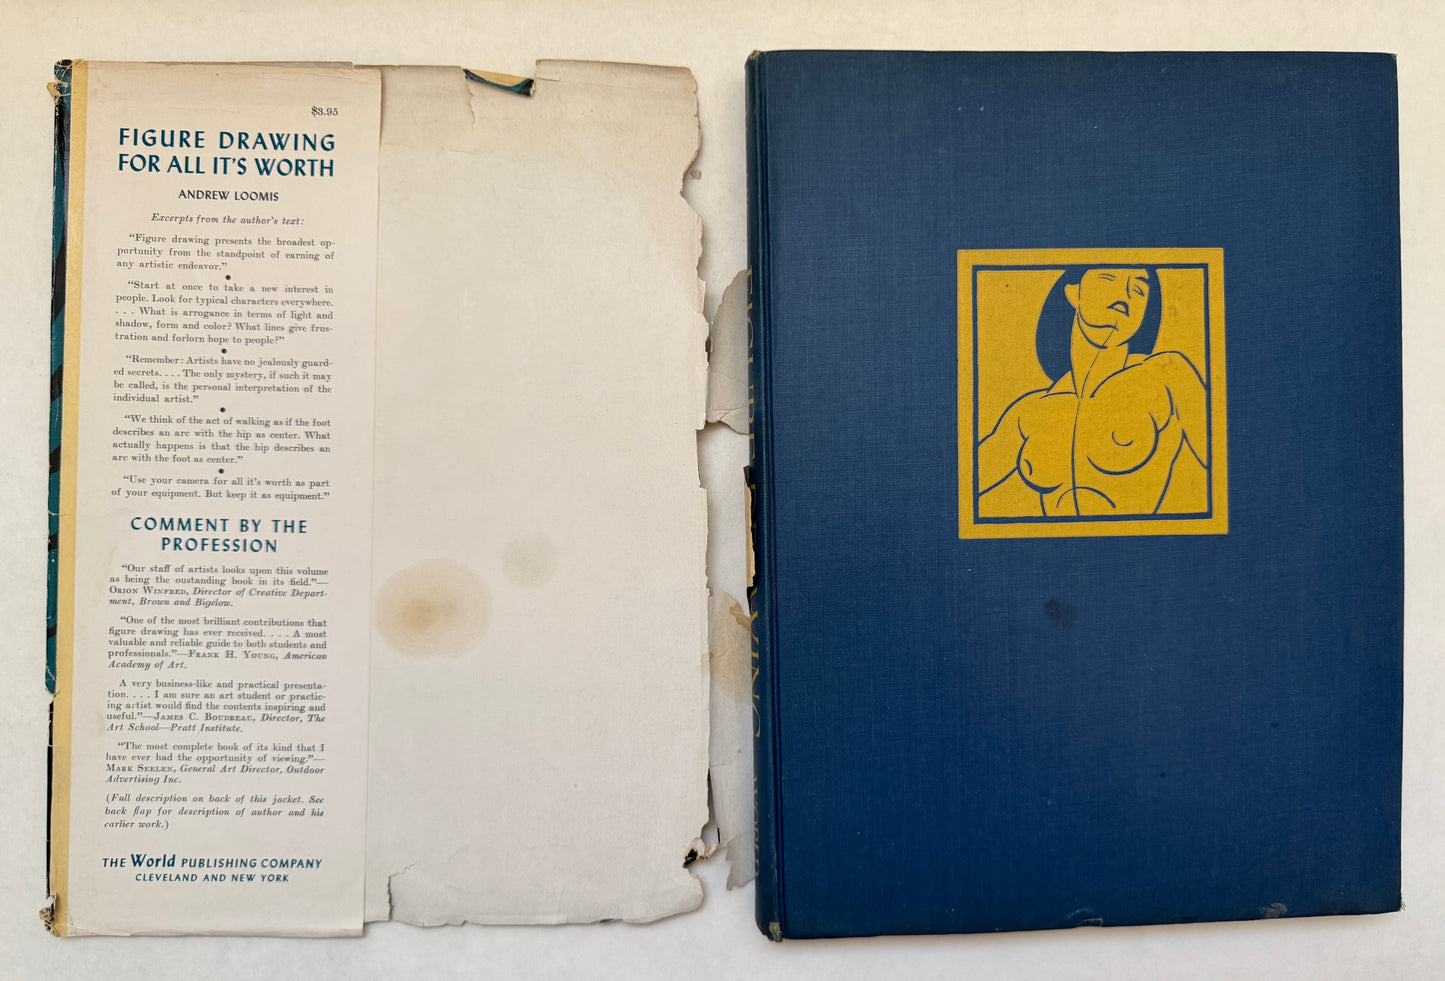 $3.95
FIGURE DRAWING
FOR ALL IT'S WORTH
ANDREW LOOMIS
Excerpts from the author's text:
"Figure drawing presents the broadest op-
portunity from the standpoint of earning of
any artistic endeavor."
"Start at once to take a new interest in
people. Look for typical characters everywhere.
. . . What is arrogance in terms of light and
shadow, form and color? What lines give frus-
tration and forlorn hope to people?"
"Remember: Artists have no jealously guard-
ed secrets. . . . The only mystery, if such it may
be called, is the personal interpretation of the
individual artist."
"We think of the act of walking as if the foot
describes an arc with the hip as center. What
actually happens is that the hip describes an
arc with the foot as center."
"Use your camera for all it's worth as part
of your equipment. But keep it as equipment."
COMMENT BY THE
PROFESSION
"Our staff of artists looks upon this volume
as being the oustanding book in its field."—
ORION WINFRED, Director of Creative Depart-
ment, Brown and Bigelow.
"One of the most brilliant contributions that
figure drawing has ever received. . . . A most
valuable and reliable guide to both students and
professionals."—FRANK H. YOUNG, American
Academy of Art.
A very business-like and practical presenta-
tion. . . . I am sure an art student or practic-
ing artist would find the contents inspiring and
useful."—JAMES C. BOUDREAU, Director, The
Art School—Pratt Institute.
"The most complete book of its kind that I
have ever had the opportunity of viewing."—
MARK SEELEN, General Art Director, Outdoor
Advertising Inc.
(Full description on back of this jacket. See
back flap for description of author and his
earlier work.)
THE World PUBLISHING COMPANY
CLEVELAND AND NEW YORK